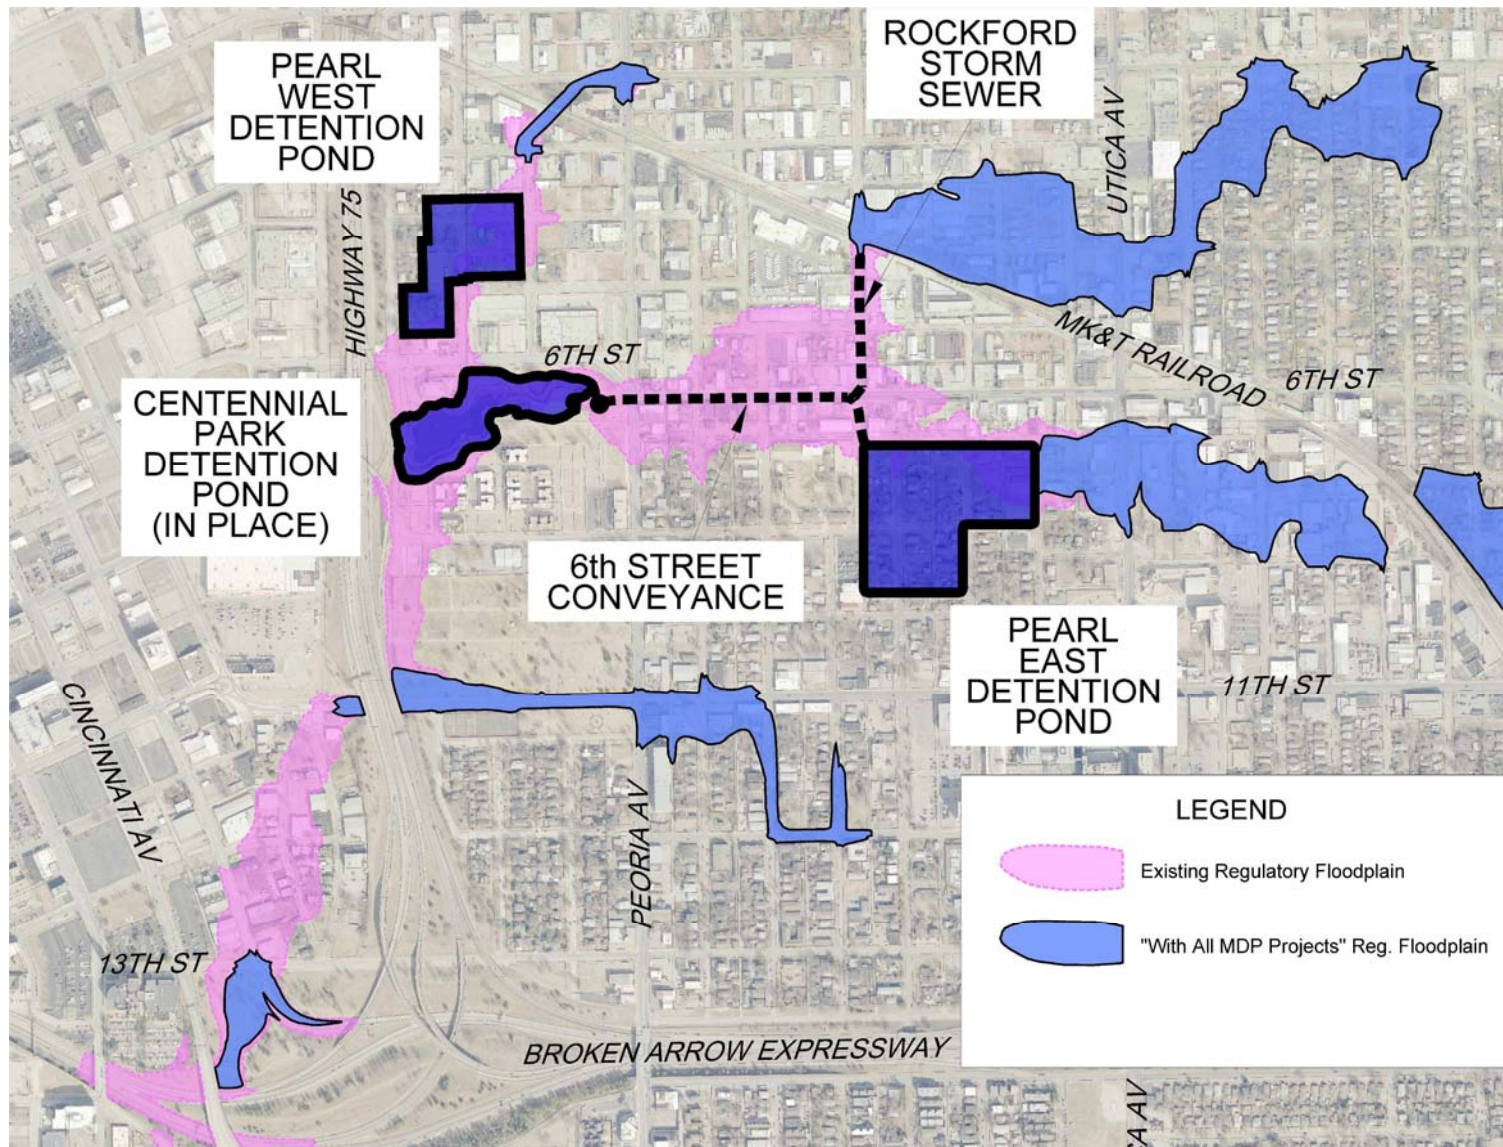 PEARL
WEST
DETENTION
POND
ROCKFORD
STORM
SEWER
UTICA AV
HIGHWAY 75
6TH ST
MK&T RAILROAD
6TH ST
CENTENNIAL
PARK
DETENTION
POND
(IN PLACE)
6th STREET
CONVEYANCE
PEARL
EAST
DETENTION
POND
11TH ST
CINCINNATI AV
PEORIA AV
13TH ST
BROKEN ARROW EXPRESSWAY
LEGEND
Existing Regulatory Floodplain
"With All MDP Projects" Reg. Floodplain
A AV